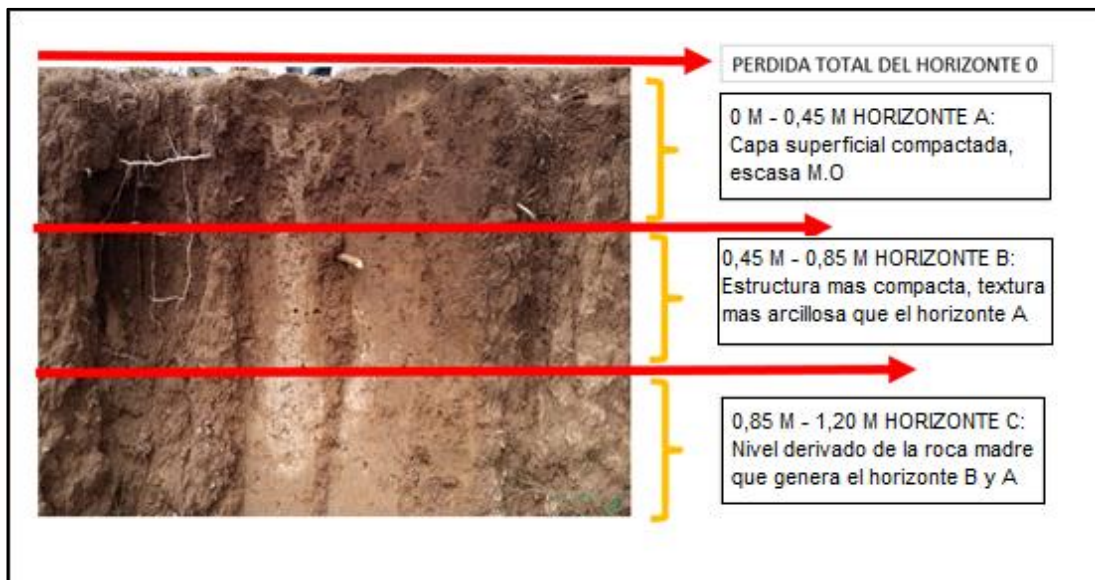 PERDIDA TOTAL DEL HORIZONTE 0
0 M - 0,45 M HORIZONTE A:
Capa superficial compactada,
escasa M.O
0,45 M - 0,85 M HORIZONTE B:
Estructura mas compacta, textura
mas arcillosa que el horizonte A
0,85 M - 1,20 M HORIZONTE C:
Nivel derivado de la roca madre
que genera el horizonte B y A